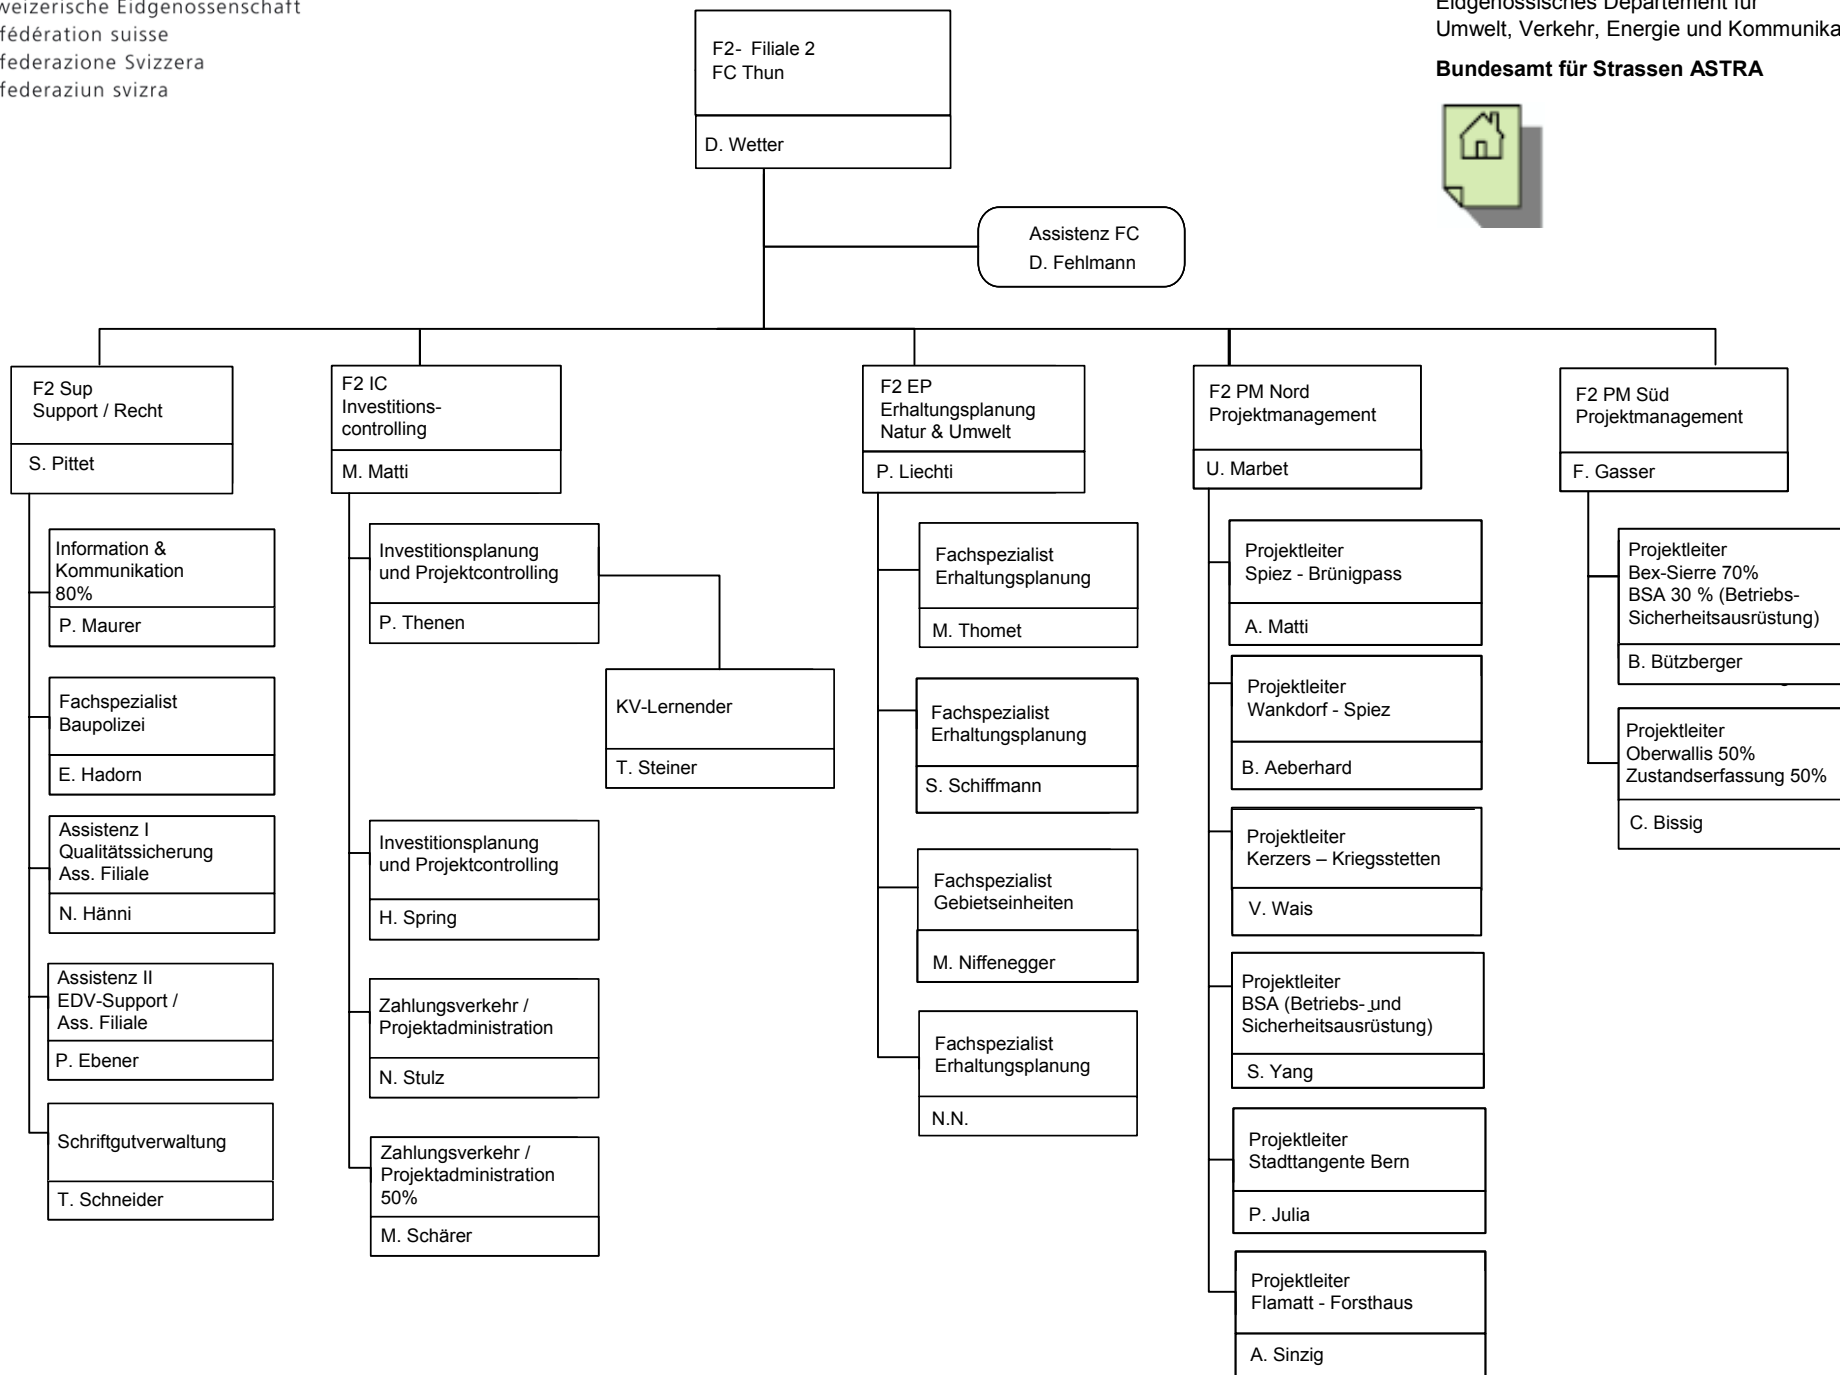 weizerische Eidgenossenschaft
fédération suisse
federazione Svizzera
federaziun svizra
Eidgenössisches Departement für
Umwelt, Verkehr, Energie und Kommunika
Bundesamt für Strassen ASTRA
F2- Filiale 2
FC Thun
D. Wetter
Assistenz FC
D. Fehlmann
F2 Sup
Support / Recht
S. Pittet
Information &
Kommunikation
80%
P. Maurer
Fachspezialist
Baupolizei
E. Hadorn
Assistenz I
Qualitätssicherung
Ass. Filiale
N. Hänni
Assistenz II
EDV-Support /
Ass. Filiale
P. Ebener
Schriftgutverwaltung
T. Schneider
F2 IC
Investitions-
controlling
M. Matti
Investitionsplanung
und Projektcontrolling
P. Thenen
KV-Lernender
T. Steiner
Investitionsplanung
und Projektcontrolling
H. Spring
Zahlungsverkehr /
Projektadministration
N. Stulz
Zahlungsverkehr /
Projektadministration
50%
M. Schärer
F2 EP
Erhaltungsplanung
Natur & Umwelt
P. Liechti
Fachspezialist
Erhaltungsplanung
M. Thomet
Fachspezialist
Erhaltungsplanung
S. Schiffmann
Fachspezialist
Gebietseinheiten
M. Niffenegger
Fachspezialist
Erhaltungsplanung
N.N.
F2 PM Nord
Projektmanagement
U. Marbet
Projektleiter
Spiez - Brünigpass
A. Matti
Projektleiter
Wankdorf - Spiez
B. Aeberhard
Projektleiter
Kerzers – Kriegsstetten
V. Wais
Projektleiter
BSA (Betriebs- und
Sicherheitsausrüstung)
S. Yang
Projektleiter
Stadttangente Bern
P. Julia
Projektleiter
Flamatt - Forsthaus
A. Sinzig
F2 PM Süd
Projektmanagement
F. Gasser
Projektleiter
Bex-Sierre 70%
BSA 30 % (Betriebs-
Sicherheitsausrüstung)
B. Bützberger
Projektleiter
Oberwallis 50%
Zustandserfassung 50%
C. Bissig